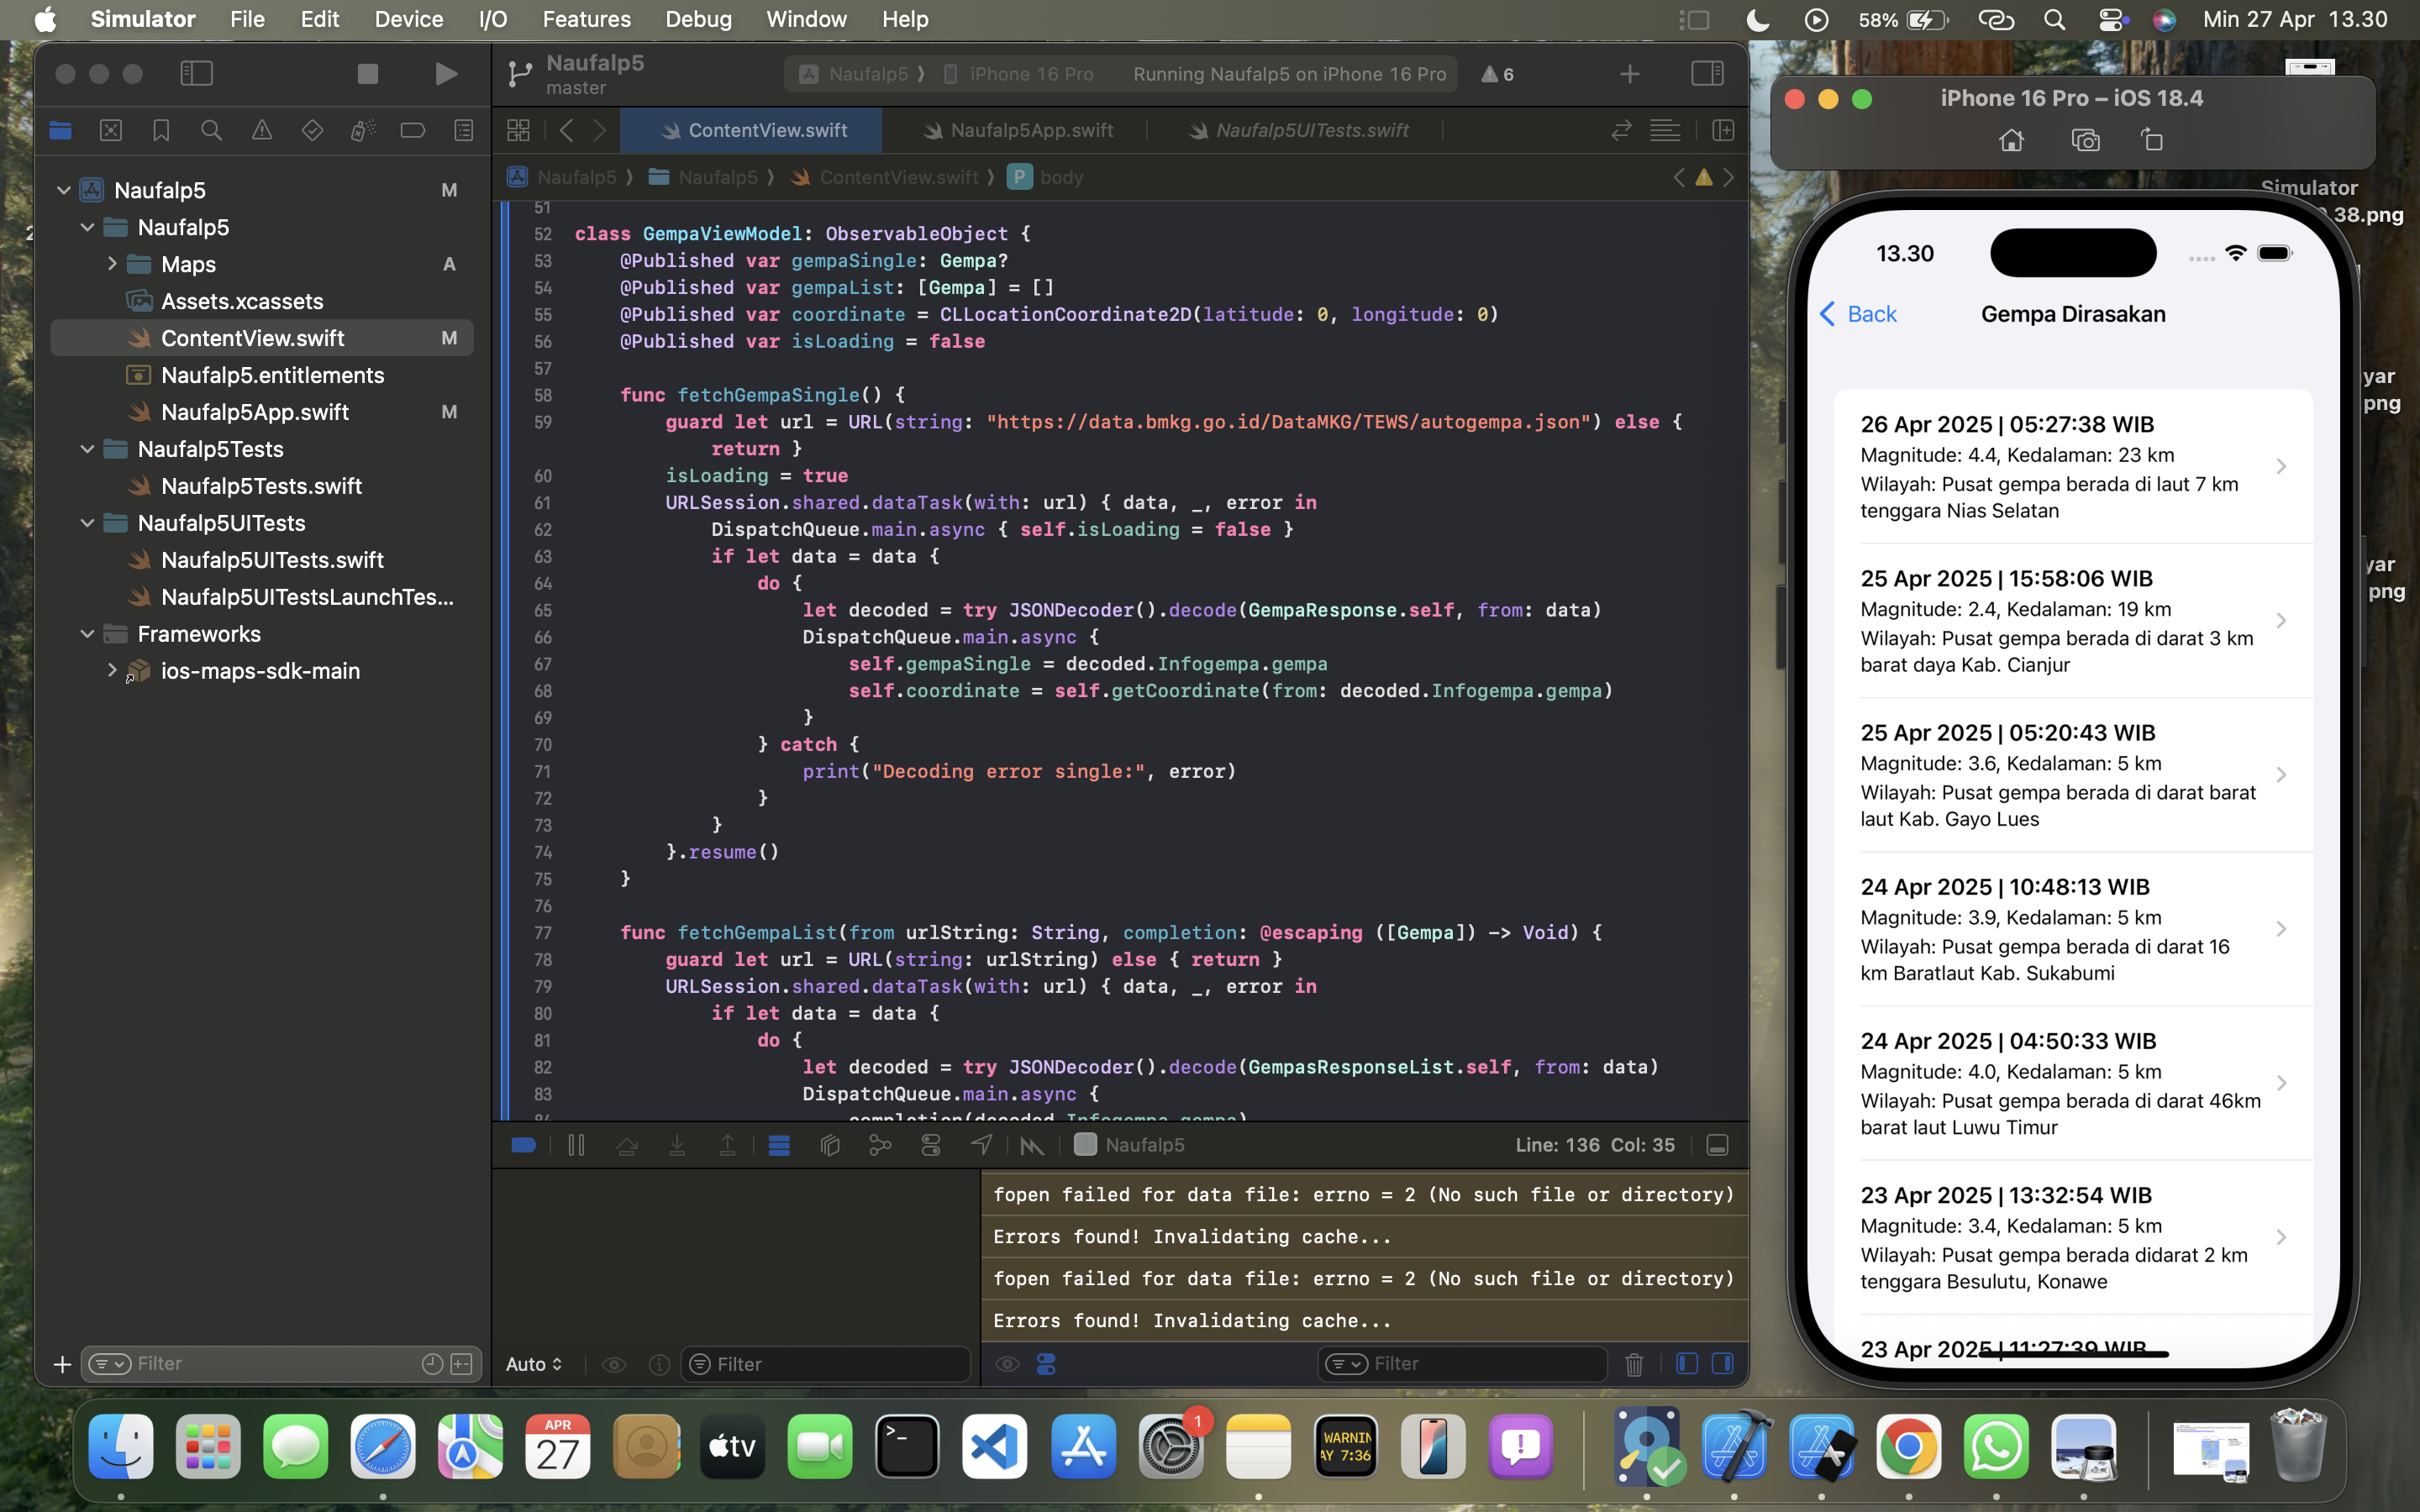 Simulator File Edit Device I/O Features Debug Window Help
58% Min 27 Apr 13.30
Naufalp5
master
Naufalp5 iPhone 16 Pro Running Naufalp5 on iPhone 16 Pro 6
ContentView.swift Naufalp5App.swift Naufalp5UITests.swift
Naufalp5 Naufalp5 ContentView.swift P body
Naufalp5 M
Naufalp5
Maps A
Assets.xcassets
ContentView.swift M
Naufalp5.entitlements
Naufalp5App.swift M
Naufalp5Tests
Naufalp5Tests.swift
Naufalp5UITests
Naufalp5UITests.swift
Naufalp5UITestsLaunchTes...
Frameworks
ios-maps-sdk-main
Filter
51
52 class GempaViewModel: ObservableObject {
53 @Published var gempaSingle: Gempa?
54 @Published var gempaList: [Gempa] = []
55 @Published var coordinate = CLLocationCoordinate2D(latitude: 0, longitude: 0)
56 @Published var isLoading = false
57
58 func fetchGempaSingle() {
59 guard let url = URL(string: "https://data.bmkg.go.id/DataMKG/TEWS/autogempa.json") else {
return }
60 isLoading = true
61 URLSession.shared.dataTask(with: url) { data, _, error in
62 DispatchQueue.main.async { self.isLoading = false }
63 if let data = data {
64 do {
65 let decoded = try JSONDecoder().decode(GempaResponse.self, from: data)
66 DispatchQueue.main.async {
67 self.gempaSingle = decoded.Infogempa.gempa
68 self.coordinate = self.getCoordinate(from: decoded.Infogempa.gempa)
69 }
70 } catch {
71 print("Decoding error single:", error)
72 }
73 }
74 }.resume()
75 }
76
77 func fetchGempaList(from urlString: String, completion: @escaping ([Gempa]) -> Void) {
78 guard let url = URL(string: urlString) else { return }
79 URLSession.shared.dataTask(with: url) { data, _, error in
80 if let data = data {
81 do {
82 let decoded = try JSONDecoder().decode(GempasResponseList.self, from: data)
83 DispatchQueue.main.async {
84 completion(decoded.Infogempa.gempa)
Naufalp5 Line: 136 Col: 35
fopen failed for data file: errno = 2 (No such file or directory)
Errors found! Invalidating cache...
fopen failed for data file: errno = 2 (No such file or directory)
Errors found! Invalidating cache...
Auto Filter Filter
iPhone 16 Pro – iOS 18.4
Simulator
38.png
yar
png
yar
png
13.30
Back Gempa Dirasakan
26 Apr 2025 | 05:27:38 WIB
Magnitude: 4.4, Kedalaman: 23 km
Wilayah: Pusat gempa berada di laut 7 km
tenggara Nias Selatan
25 Apr 2025 | 15:58:06 WIB
Magnitude: 2.4, Kedalaman: 19 km
Wilayah: Pusat gempa berada di darat 3 km
barat daya Kab. Cianjur
25 Apr 2025 | 05:20:43 WIB
Magnitude: 3.6, Kedalaman: 5 km
Wilayah: Pusat gempa berada di darat barat
laut Kab. Gayo Lues
24 Apr 2025 | 10:48:13 WIB
Magnitude: 3.9, Kedalaman: 5 km
Wilayah: Pusat gempa berada di darat 16
km Baratlaut Kab. Sukabumi
24 Apr 2025 | 04:50:33 WIB
Magnitude: 4.0, Kedalaman: 5 km
Wilayah: Pusat gempa berada di darat 46km
barat laut Luwu Timur
23 Apr 2025 | 13:32:54 WIB
Magnitude: 3.4, Kedalaman: 5 km
Wilayah: Pusat gempa berada didarat 2 km
tenggara Besulutu, Konawe
23 Apr 2025 | 11:27:39 WIB
APR
27
tv
1
WARNIN
AY 7:36